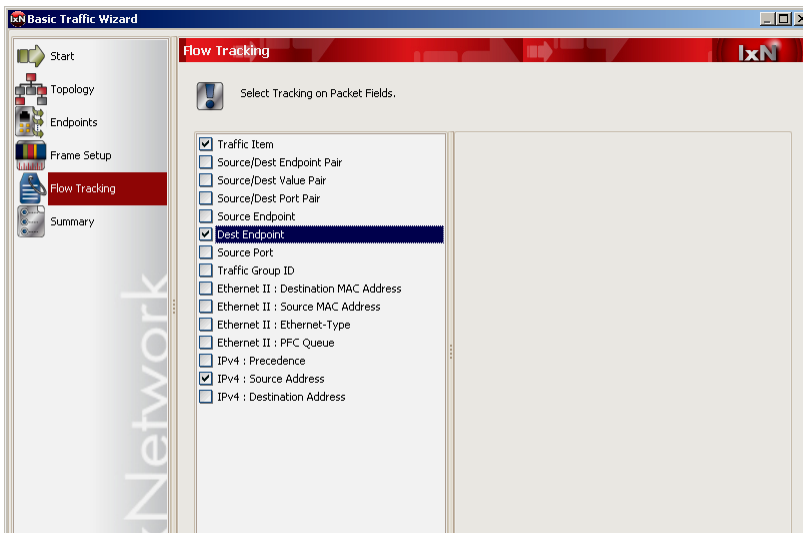 IxN Basic Traffic Wizard
Start
Topology
Endpoints
Frame Setup
Flow Tracking
Summary
Flow Tracking
IxN
Select Tracking on Packet Fields.
Traffic Item
Source/Dest Endpoint Pair
Source/Dest Value Pair
Source/Dest Port Pair
Source Endpoint
Dest Endpoint
Source Port
Traffic Group ID
Ethernet II : Destination MAC Address
Ethernet II : Source MAC Address
Ethernet II : Ethernet-Type
Ethernet II : PFC Queue
IPv4 : Precedence
IPv4 : Source Address
IPv4 : Destination Address
xNetwork